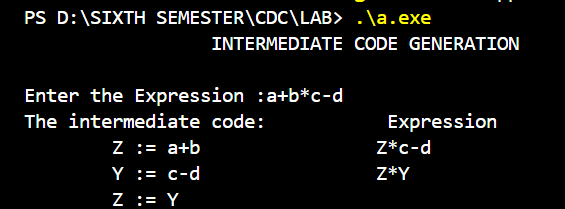 PS D:\SIXTH SEMESTER\CDC\LAB> .\a.exe
INTERMEDIATE CODE GENERATION
Enter the Expression :a+b*c-d
The intermediate code: Expression
Z := a+b Z*c-d
Y := c-d Z*Y
Z := Y